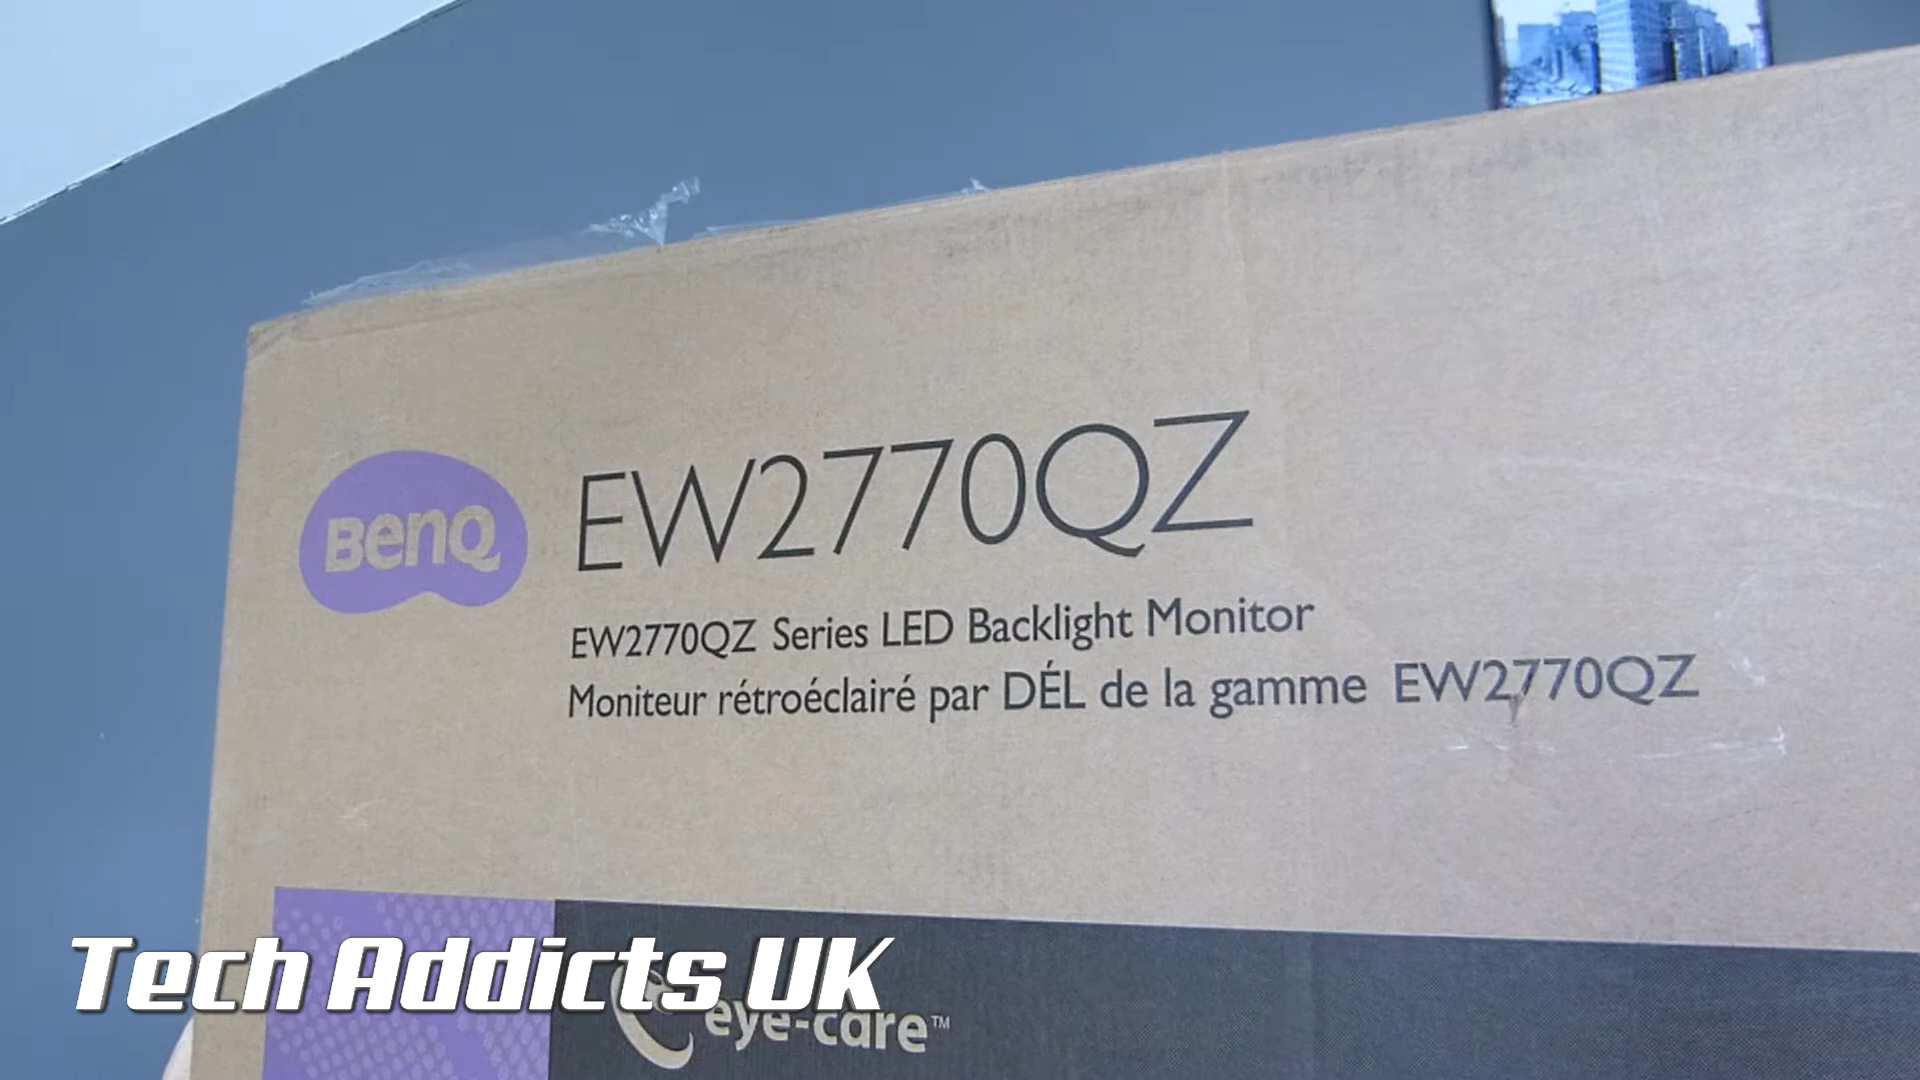 BenQ
EW2770QZ
EW2770QZ Series LED Backlight Monitor
Moniteur rétroéclairé par DÉL de la gamme EW2770QZ
Tech Addicts UK
eye-care™